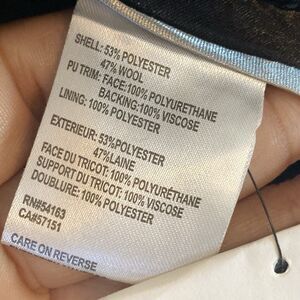 SHELL: 53% POLYESTER
47% WOOL
PU TRIM: FACE:100% POLYURETHANE
BACKING:100% VISCOSE
LINING: 100% POLYESTER
EXTERIEUR: 53%POLYESTER
47%LAINE
FACE DU TRICOT: 100% POLYURÉTHANE
SUPPORT DU TRICOT: 100% VISCOSE
DOUBLURE: 100% POLYESTER
RN#54163
CA#57151
CARE ON REVERSE